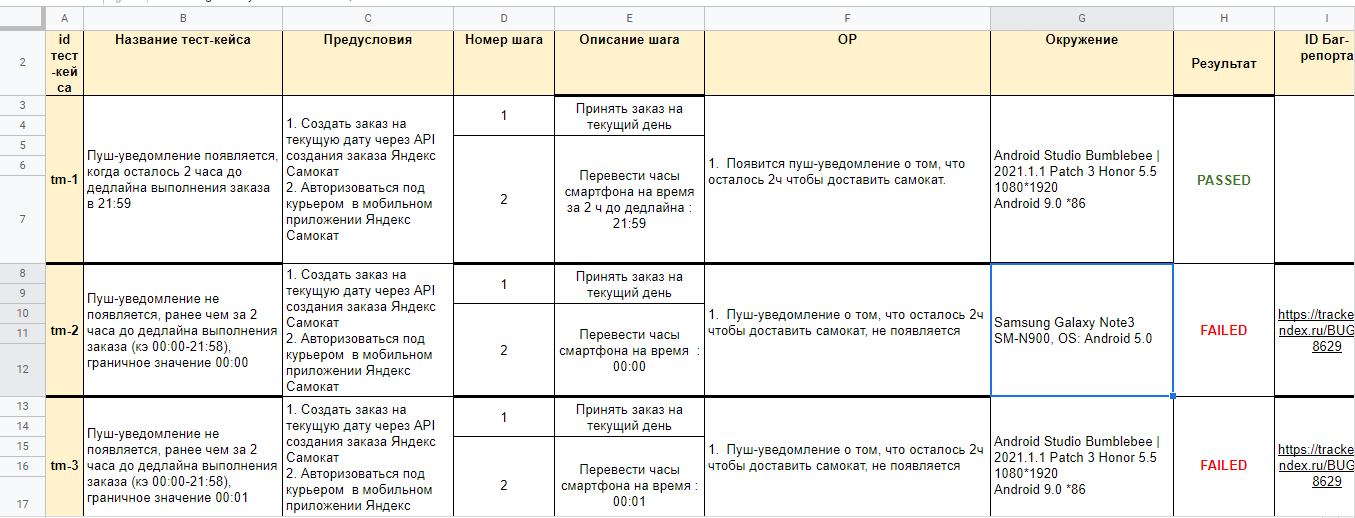 A B C D E F G H I
2
id
тест
-кей
са
Название тест-кейса
Предусловия
Номер шага
Описание шага
ОР
Окружение
Результат
ID Баг-
репорта
3
4
5
6
7
tm-1
Пуш-уведомление появляется,
когда осталось 2 часа до
дедлайна выполнения заказа
в 21:59
1. Создать заказ на
текущую дату через API
создания заказа Яндекс
Самокат
2. Авторизоваться под
курьером в мобильном
приложении Яндекс
Самокат
1
Принять заказ на
текущий день
2
Перевести часы
смартфона на время
за 2 ч до дедлайна :
21:59
1. Появится пуш-уведомление о том, что
осталось 2ч чтобы доставить самокат.
Android Studio Bumblebee |
2021.1.1 Patch 3 Honor 5.5
1080*1920
Android 9.0 *86
PASSED
8
9
10
11
12
tm-2
Пуш-уведомление не
появляется, ранее чем за 2
часа до дедлайна выполнения
заказа (кэ 00:00-21:58),
граничное значение 00:00
1. Создать заказ на
текущую дату через API
создания заказа Яндекс
Самокат
2. Авторизоваться под
курьером в мобильном
приложении Яндекс
Самокат
1
Принять заказ на
текущий день
2
Перевести часы
смартфона на время :
00:00
1. Пуш-уведомление о том, что осталось 2ч
чтобы доставить самокат, не появляется
Samsung Galaxy Note3
SM-N900, OS: Android 5.0
FAILED
https://tracke
ndex.ru/BUG
8629
13
14
15
16
17
tm-3
Пуш-уведомление не
появляется, ранее чем за 2
часа до дедлайна выполнения
заказа (кэ 00:00-21:58),
граничное значение 00:01
1. Создать заказ на
текущую дату через API
создания заказа Яндекс
Самокат
2. Авторизоваться под
курьером в мобильном
приложении Яндекс
1
Принять заказ на
текущий день
2
Перевести часы
смартфона на время :
00:01
1. Пуш-уведомление о том, что осталось 2ч
чтобы доставить самокат, не появляется
Android Studio Bumblebee |
2021.1.1 Patch 3 Honor 5.5
1080*1920
Android 9.0 *86
FAILED
https://tracke
ndex.ru/BUG
8629